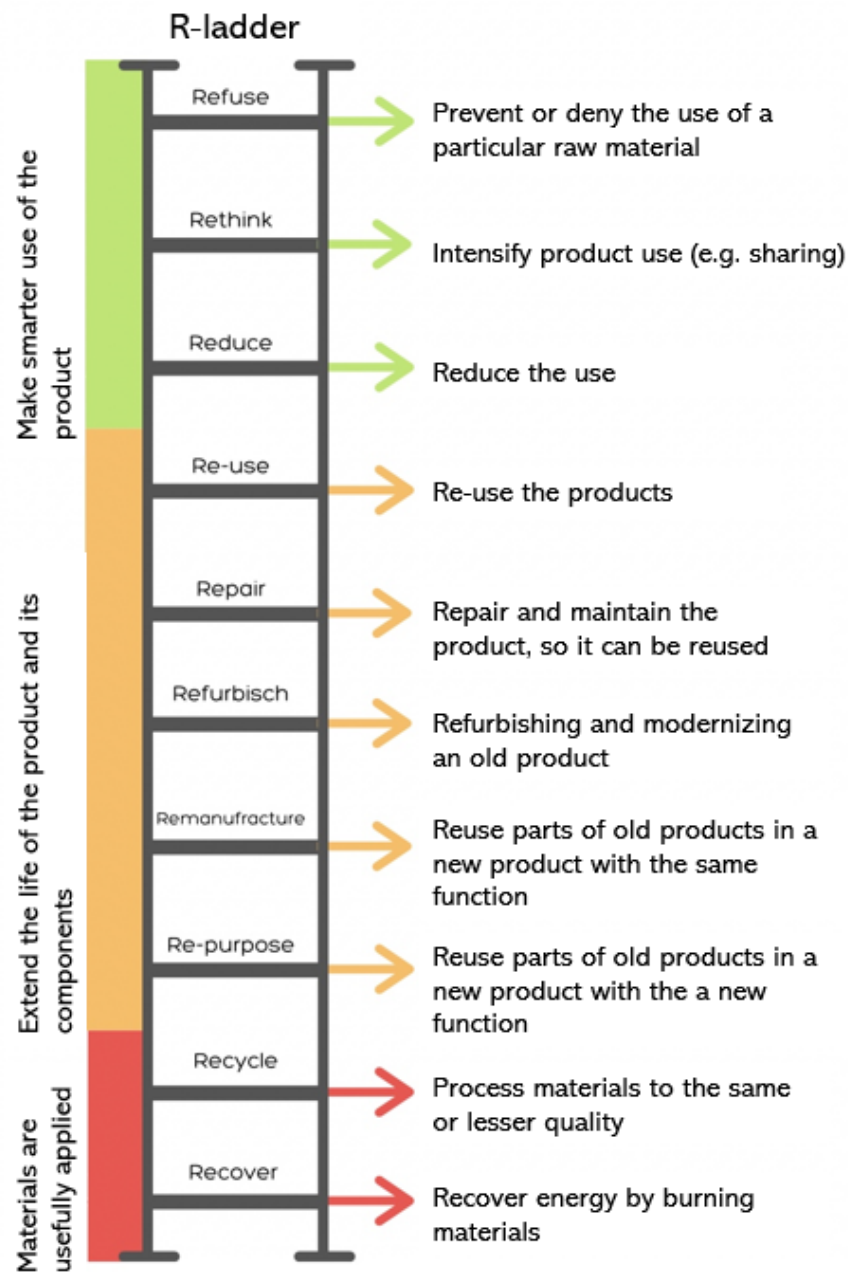 R-ladder
Make smarter use of the
product
Refuse
Prevent or deny the use of a
particular raw material
Rethink
Intensify product use (e.g. sharing)
Reduce
Reduce the use
Extend the life of the product and its
components
Re-use
Re-use the products
Repair
Repair and maintain the
product, so it can be reused
Refurbisch
Refurbishing and modernizing
an old product
Remanufracture
Reuse parts of old products in a
new product with the same
function
Re-purpose
Reuse parts of old products in a
new product with the a new
function
Materials are
usefully applied
Recycle
Process materials to the same
or lesser quality
Recover
Recover energy by burning
materials